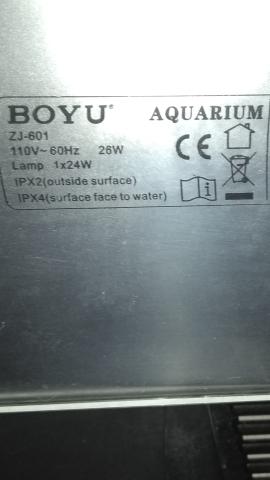 BOYU® AQUARIUM
ZJ-601
110V~60Hz 26W
Lamp 1x24W
IPX2(outside surface)
IPX4(surface face to water)
CE
i